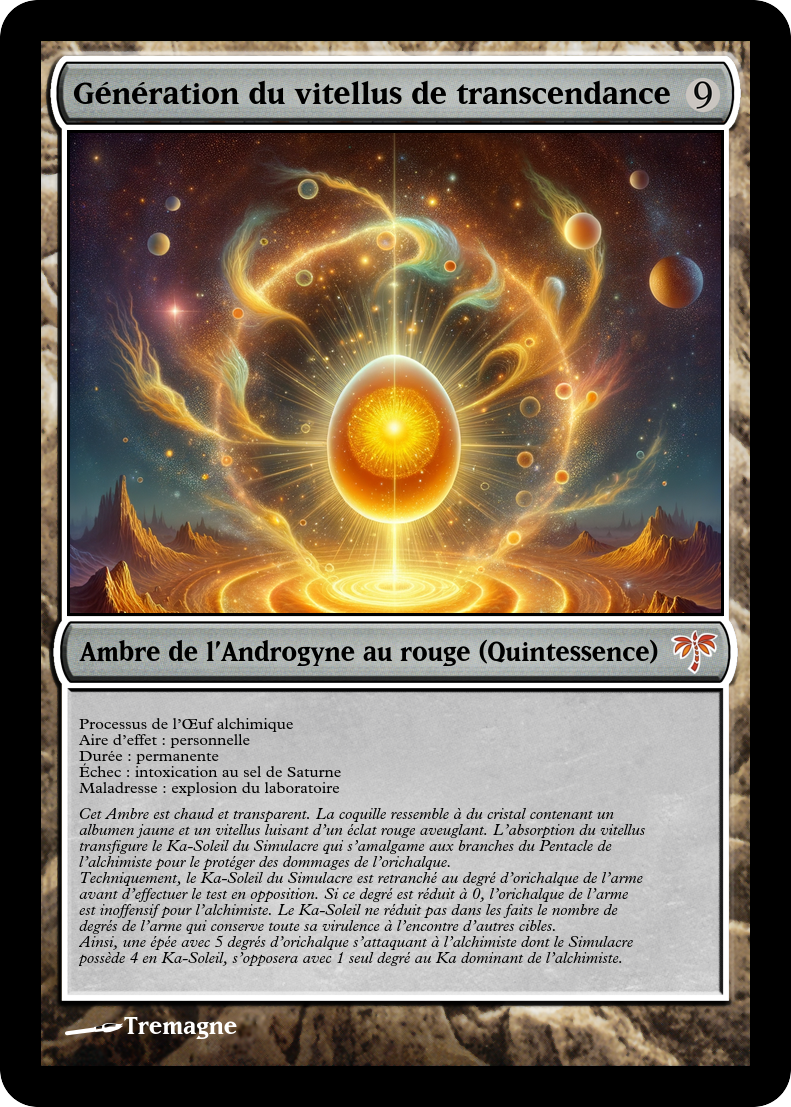 Génération du vitellus de transcendance 9
Ambre de l'Androgyne au rouge (Quintessence)
Processus de l'Œuf alchimique
Aire d'effet : personnelle
Durée : permanente
Échec : intoxication au sel de Saturne
Maladresse : explosion du laboratoire
Cet Ambre est chaud et transparent. La coquille ressemble à du cristal contenant un
albumen jaune et un vitellus luisant d'un éclat rouge aveuglant. L'absorption du vitellus
transfigure le Ka-Soleil du Simulacre qui s'amalgame aux branches du Pentacle de
l'alchimiste pour le protéger des dommages de l'orichalque.
Techniquement, le Ka-Soleil du Simulacre est retranché au degré d'orichalque de l'arme
avant d'effectuer le test en opposition. Si ce degré est réduit à 0, l'orichalque de l'arme
est inoffensif pour l'alchimiste. Le Ka-Soleil ne réduit pas dans les faits le nombre de
degrés de l'arme qui conserve toute sa virulence à l'encontre d'autres cibles.
Ainsi, une épée avec 5 degrés d'orichalque s'attaquant à l'alchimiste dont le Simulacre
possède 4 en Ka-Soleil, s'opposera avec 1 seul degré au Ka dominant de l'alchimiste.
Tremagne